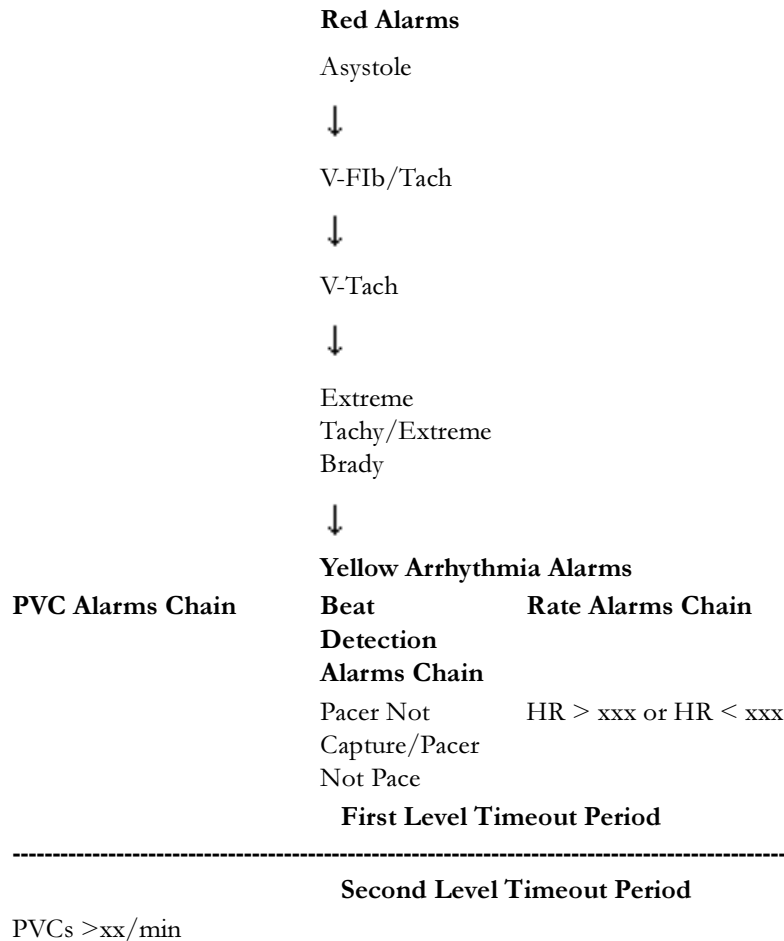 Red Alarms
Asystole
↓
V-FIb/Tach
↓
V-Tach
↓
Extreme
Tachy/Extreme
Brady
↓
Yellow Arrhythmia Alarms
PVC Alarms Chain
Beat
Detection
Alarms Chain
Rate Alarms Chain
Pacer Not
Capture/Pacer
Not Pace
HR > xxx or HR < xxx
First Level Timeout Period
Second Level Timeout Period
PVCs >xx/min